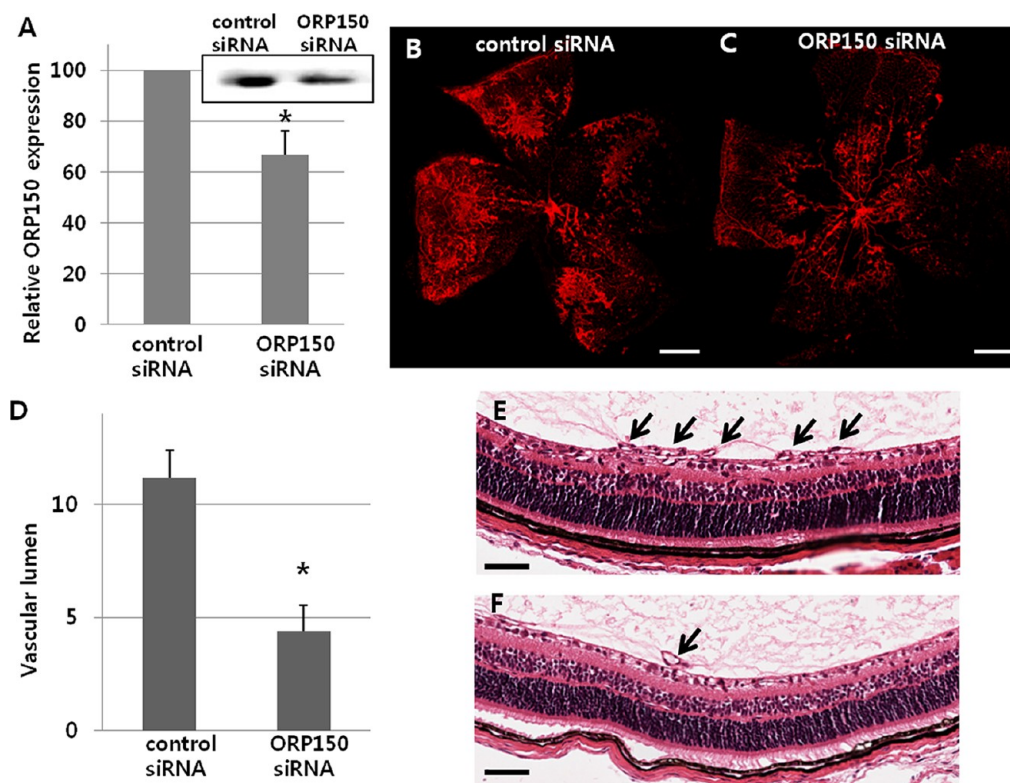 A
control
siRNA
ORP150
siRNA
100
80
60
40
20
0
Relative ORP150 expression
*
control
siRNA
ORP150
siRNA
B
control siRNA
C
ORP150 siRNA
D
10
5
0
Vascular lumen
*
control
siRNA
ORP150
siRNA
E
F